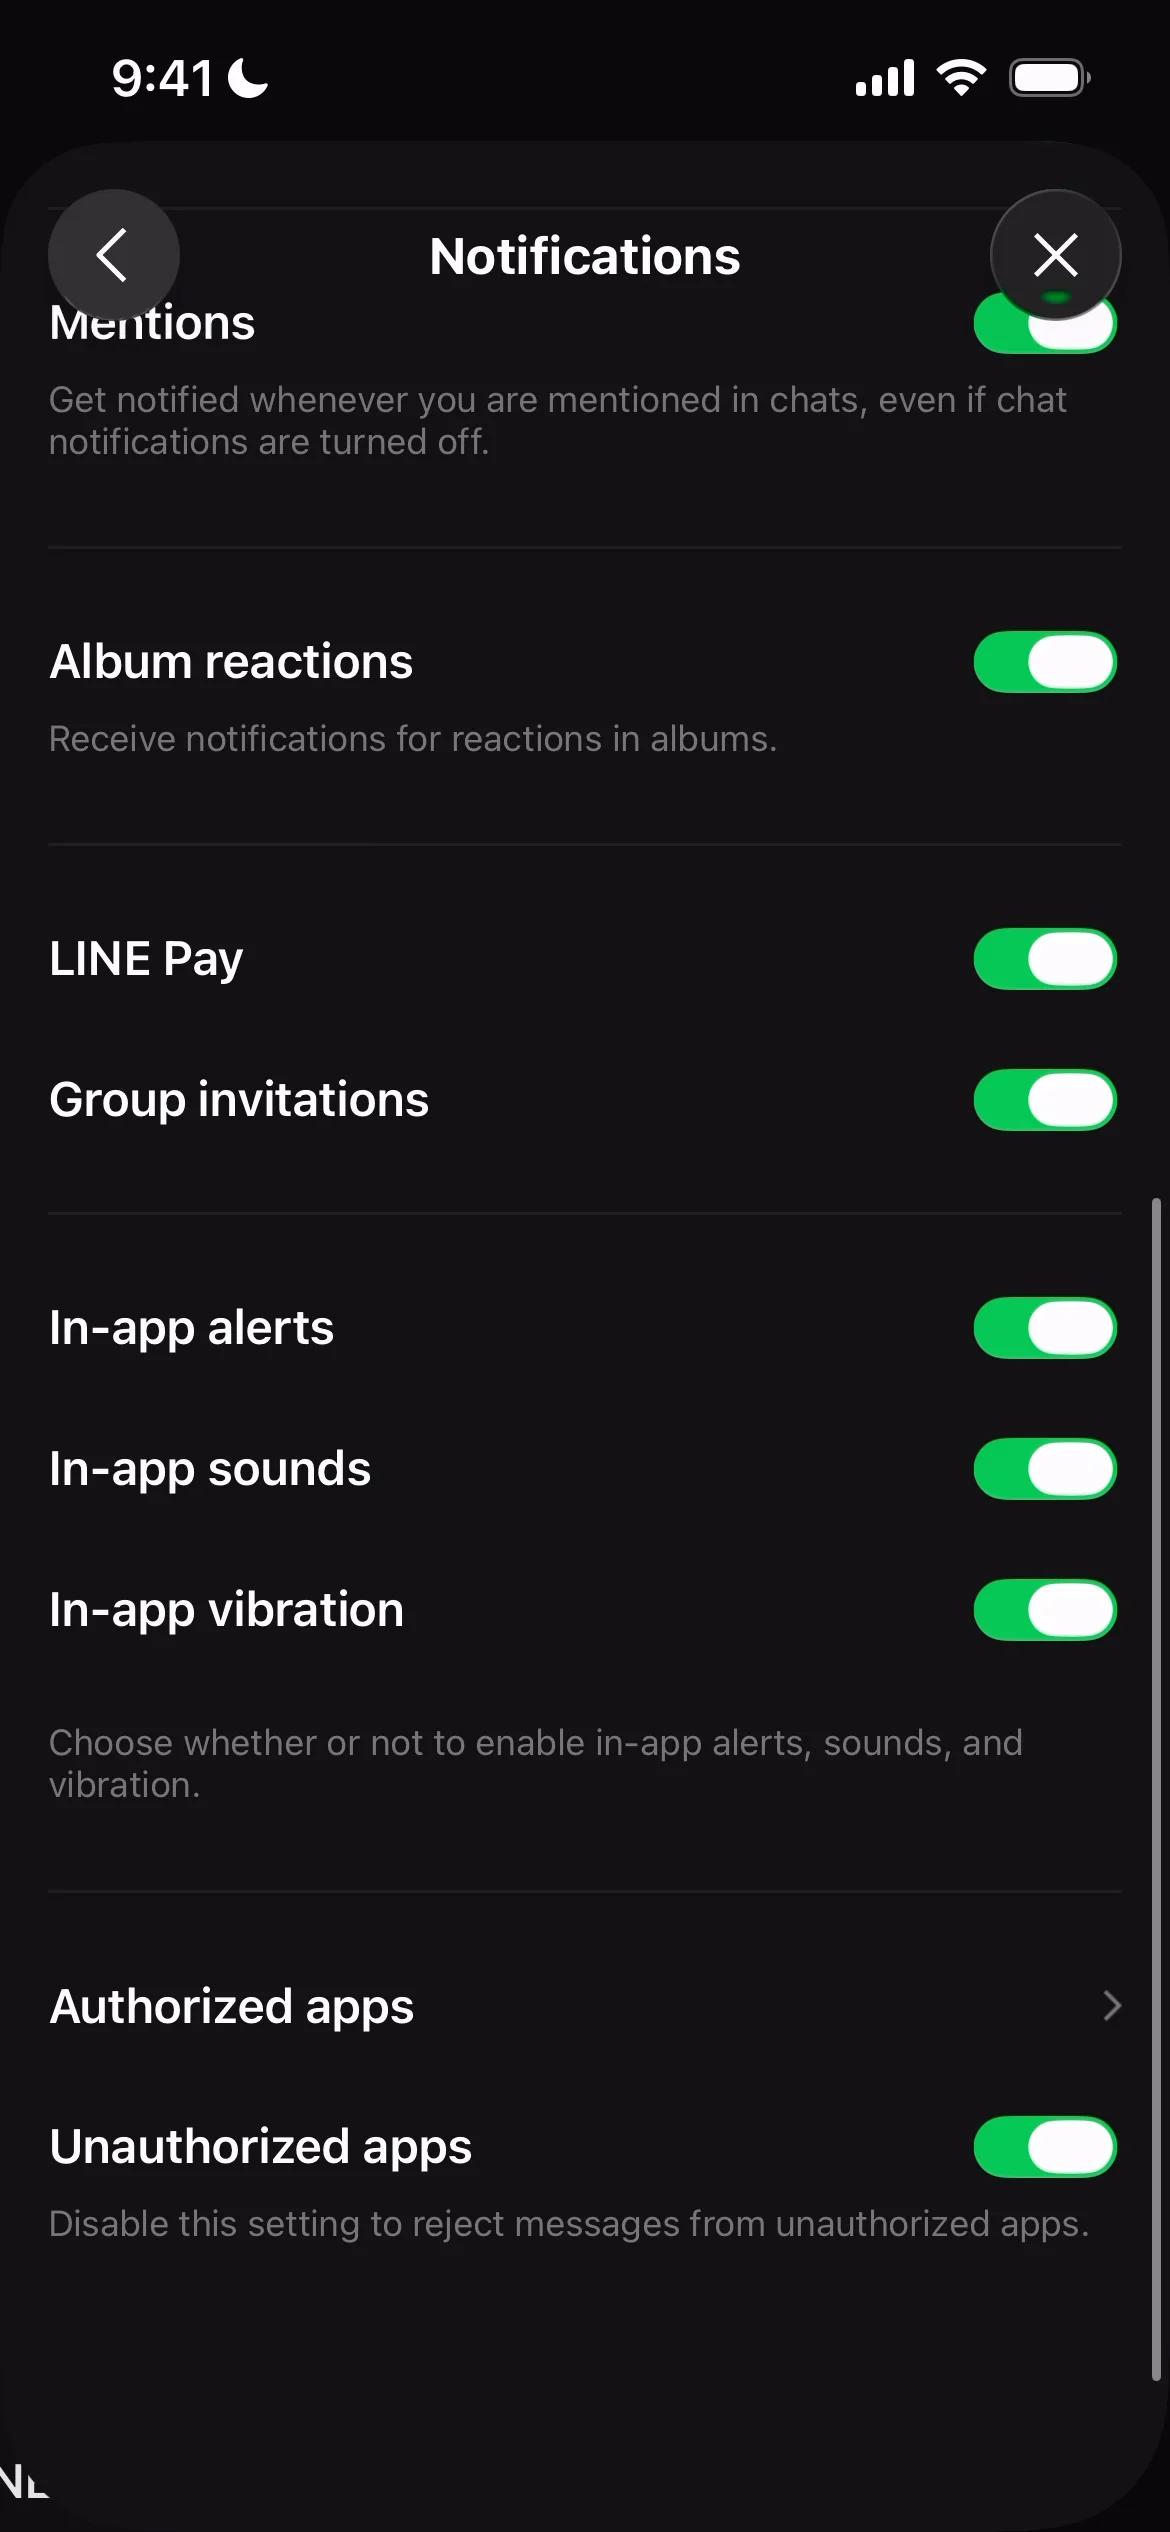 9:41
Notifications
Mentions
Get notified whenever you are mentioned in chats, even if chat
notifications are turned off.
Album reactions
Receive notifications for reactions in albums.
LINE Pay
Group invitations
In-app alerts
In-app sounds
In-app vibration
Choose whether or not to enable in-app alerts, sounds, and
vibration.
Authorized apps
Unauthorized apps
Disable this setting to reject messages from unauthorized apps.